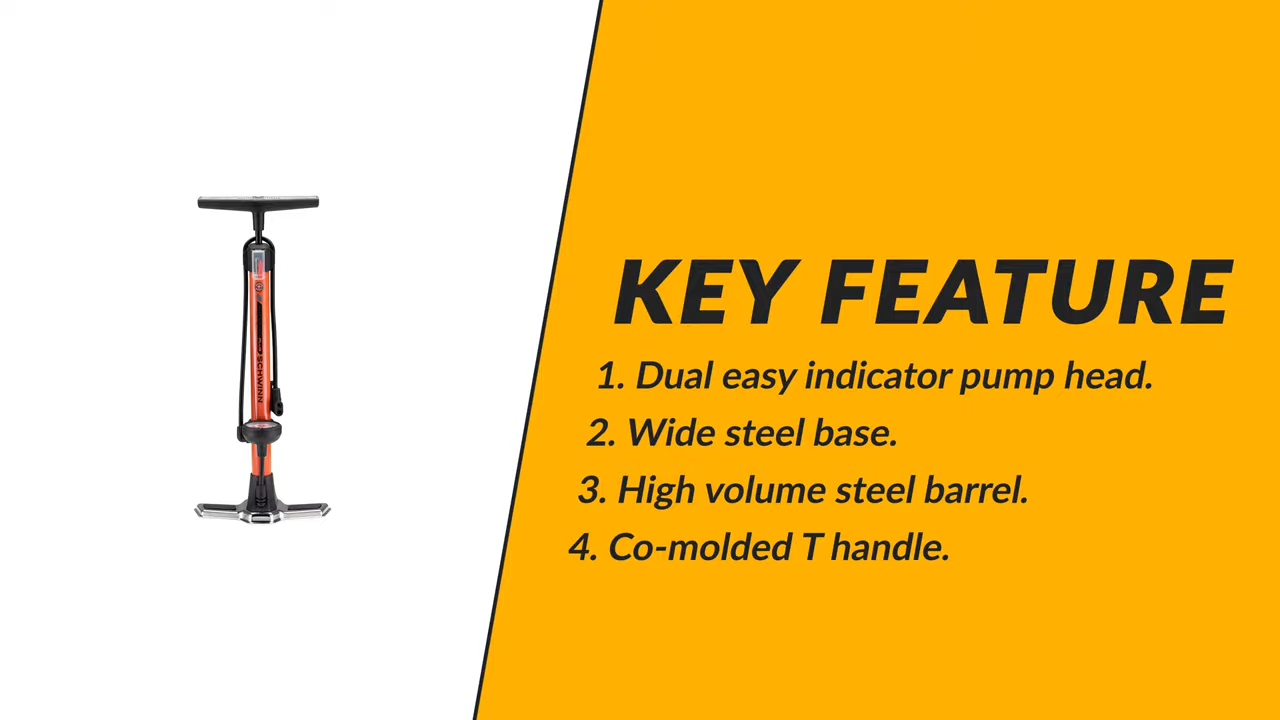 SCHWINN
KEY FEATURE
1. Dual easy indicator pump head.
2. Wide steel base.
3. High volume steel barrel.
4. Co-molded T handle.